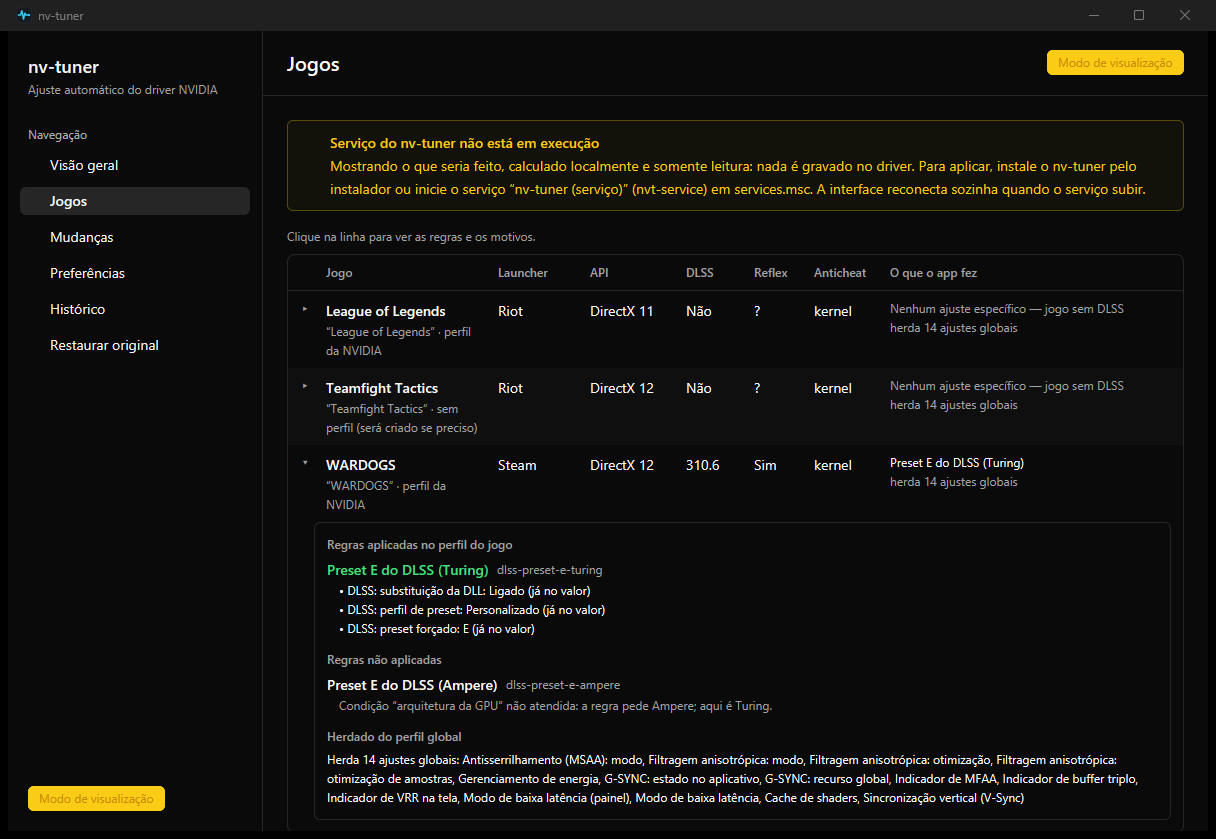 nv-tuner
nv-tuner
Ajuste automático do driver NVIDIA
Navegação
Visão geral
Jogos
Mudanças
Preferências
Histórico
Restaurar original
Modo de visualização
Jogos
Modo de visualização
Serviço do nv-tuner não está em execução
Mostrando o que seria feito, calculado localmente e somente leitura: nada é gravado no driver. Para aplicar, instale o nv-tuner pelo
instalador ou inicie o serviço “nv-tuner (serviço)” (nvt-service) em services.msc. A interface reconecta sozinha quando o serviço subir.
Clique na linha para ver as regras e os motivos.
Jogo Launcher API DLSS Reflex Anticheat O que o app fez
League of Legends Riot DirectX 11 Não ? kernel Nenhum ajuste específico — jogo sem DLSS
“League of Legends” · perfil herda 14 ajustes globais
da NVIDIA
Teamfight Tactics Riot DirectX 12 Não ? kernel Nenhum ajuste específico — jogo sem DLSS
“Teamfight Tactics” · sem herda 14 ajustes globais
perfil (será criado se preciso)
WARDOGS Steam DirectX 12 310.6 Sim kernel Preset E do DLSS (Turing)
“WARDOGS” · perfil da herda 14 ajustes globais
NVIDIA
Regras aplicadas no perfil do jogo
Preset E do DLSS (Turing) dlss-preset-e-turing
• DLSS: substituição da DLL: Ligado (já no valor)
• DLSS: perfil de preset: Personalizado (já no valor)
• DLSS: preset forçado: E (já no valor)
Regras não aplicadas
Preset E do DLSS (Ampere) dlss-preset-e-ampere
Condição “arquitetura da GPU” não atendida: a regra pede Ampere; aqui é Turing.
Herdado do perfil global
Herda 14 ajustes globais: Antisserrilhamento (MSAA): modo, Filtragem anisotrópica: modo, Filtragem anisotrópica: otimização, Filtragem anisotrópica:
otimização de amostras, Gerenciamento de energia, G-SYNC: estado no aplicativo, G-SYNC: recurso global, Indicador de MFAA, Indicador de buffer triplo,
Indicador de VRR na tela, Modo de baixa latência (painel), Modo de baixa latência, Cache de shaders, Sincronização vertical (V-Sync)